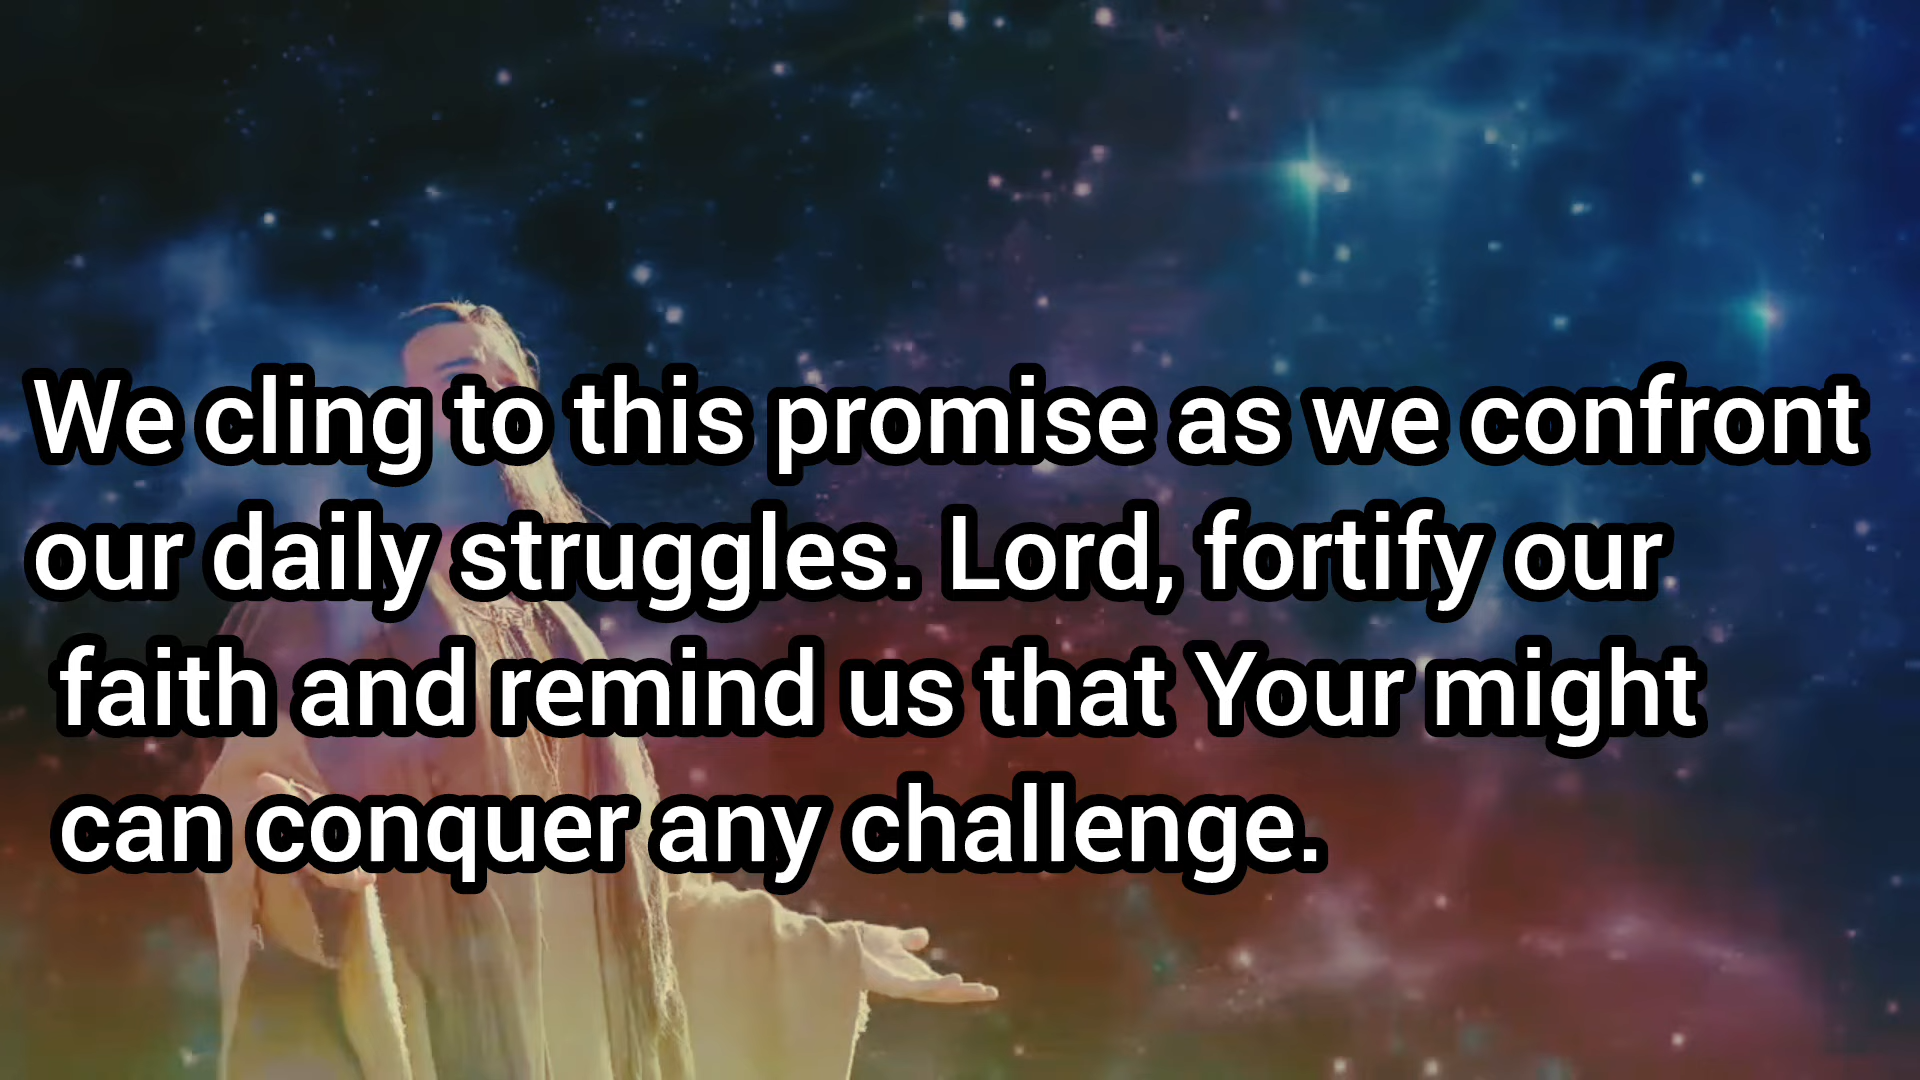 We cling to this promise as we confront
our daily struggles. Lord, fortify our
faith and remind us that Your might
can conquer any challenge.